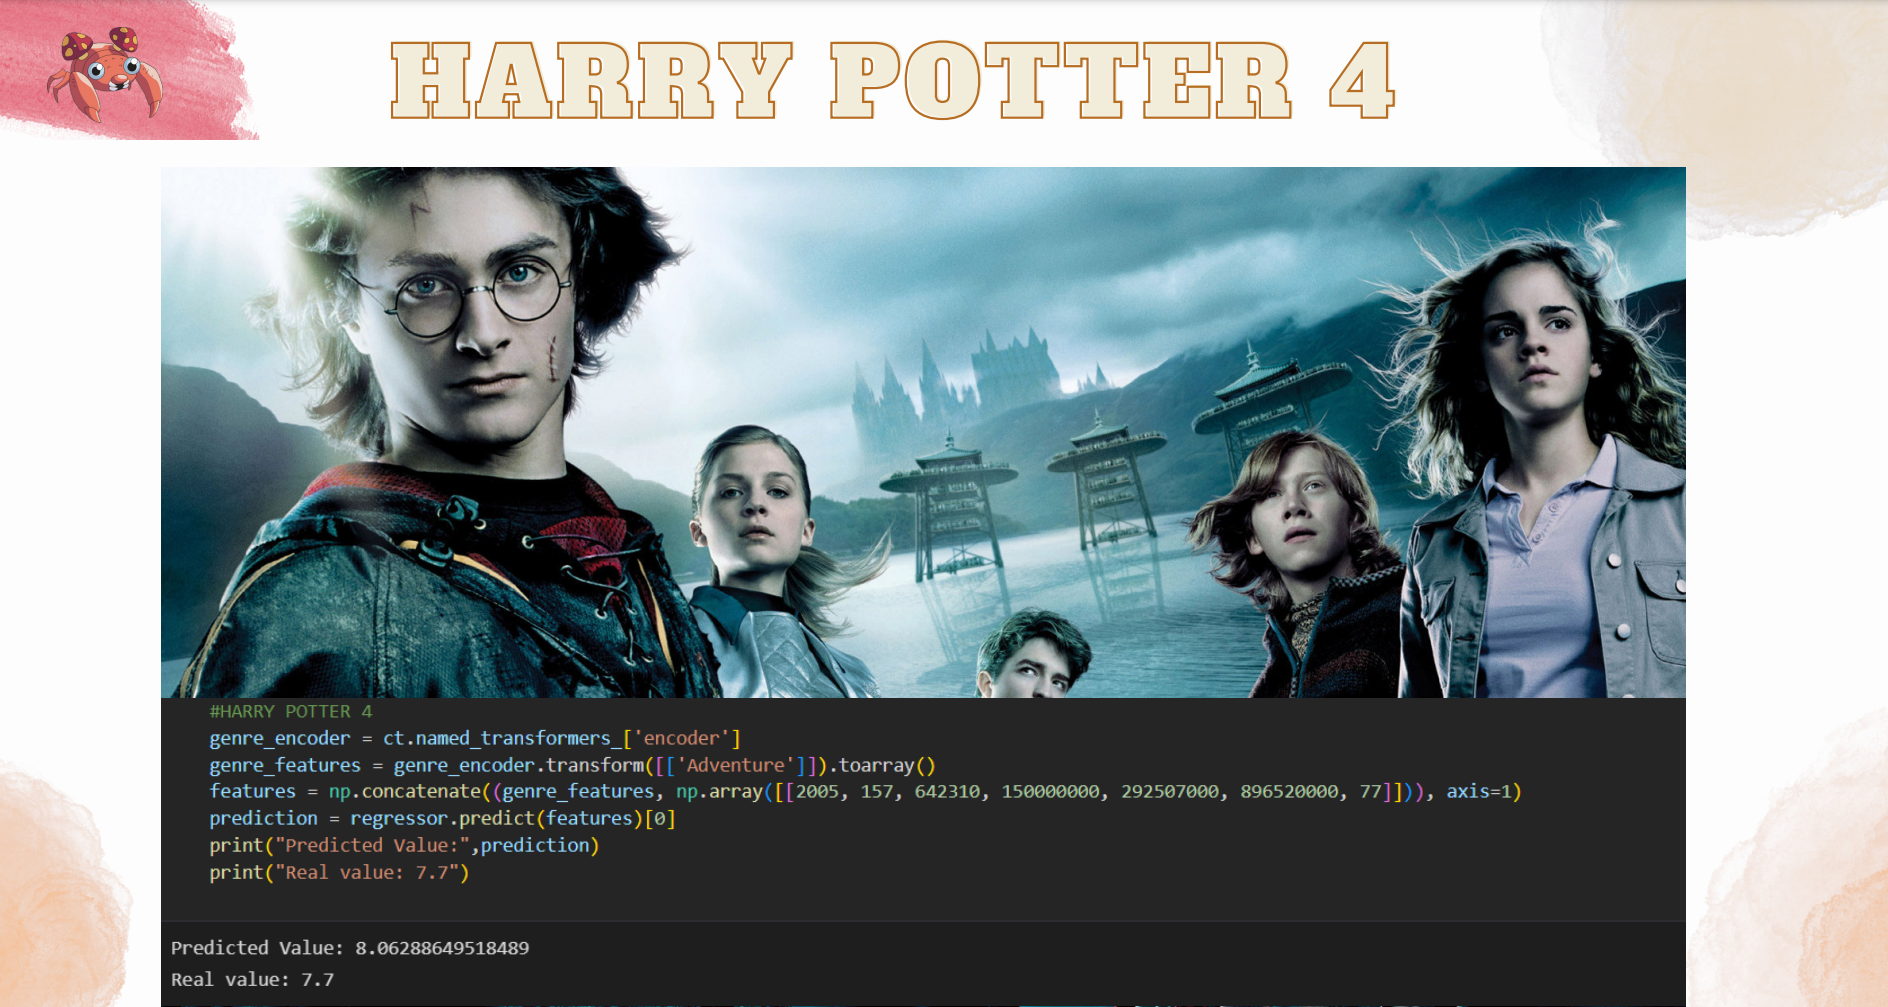 HARRY POTTER 4
#HARRY POTTER 4
genre_encoder = ct.named_transformers_['encoder']
genre_features = genre_encoder.transform([['Adventure']]).toarray()
features = np.concatenate((genre_features, np.array([[2005, 157, 642310, 150000000, 292507000, 896520000, 77]])), axis=1)
prediction = regressor.predict(features)[0]
print("Predicted Value:",prediction)
print("Real value: 7.7")
Predicted Value: 8.06288649518489
Real value: 7.7